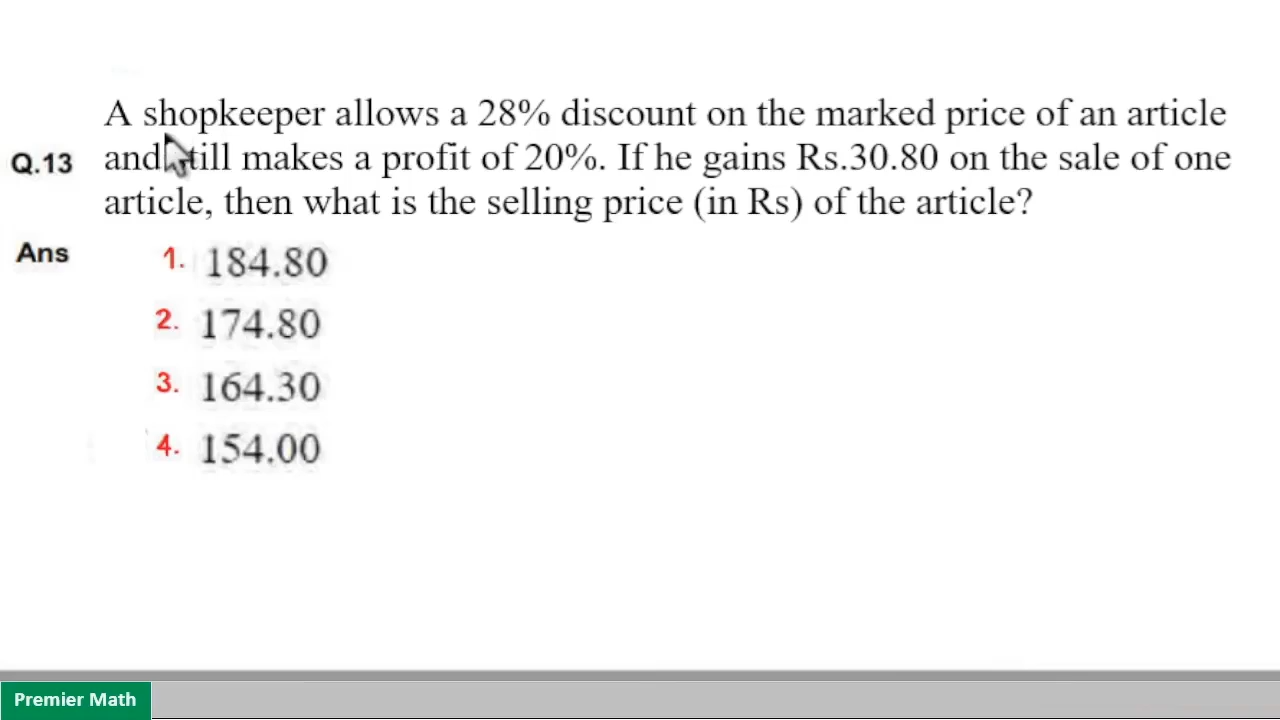 A shopkeeper allows a 28% discount on the marked price of an article
Q.13 and still makes a profit of 20%. If he gains Rs.30.80 on the sale of one
article, then what is the selling price (in Rs) of the article?
Ans 1. 184.80
2. 174.80
3. 164.30
4. 154.00
Premier Math